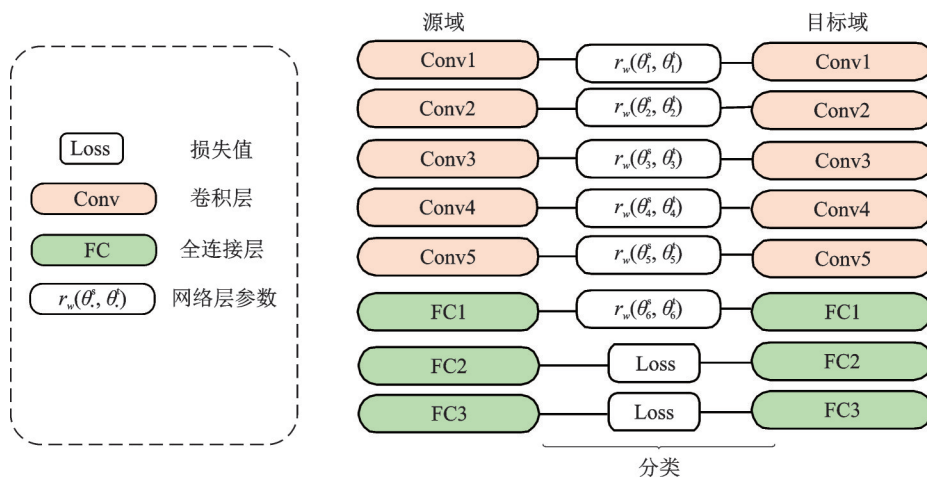 源域 目标域
Loss 损失值
Conv 卷积层
FC 全连接层
r_w(θ_*^s, θ_*^t) 网络层参数
Conv1 r_w(θ_1^s, θ_1^t) Conv1
Conv2 r_w(θ_2^s, θ_2^t) Conv2
Conv3 r_w(θ_3^s, θ_3^t) Conv3
Conv4 r_w(θ_4^s, θ_4^t) Conv4
Conv5 r_w(θ_5^s, θ_5^t) Conv5
FC1 r_w(θ_6^s, θ_6^t) FC1
FC2 Loss FC2
FC3 Loss FC3
分类